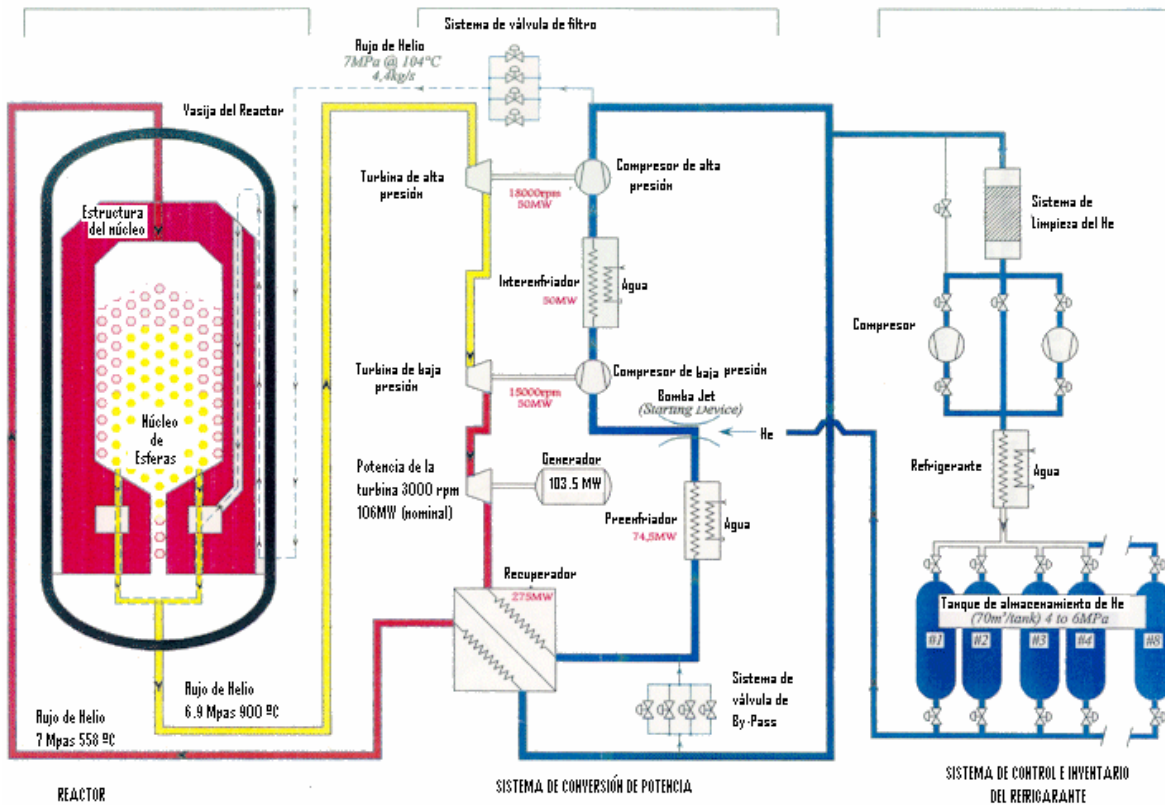 Sistema de válvula de filtro
Rujo de Helio
7MPa @ 104°C
4,4kg/s
Vasija del Reactor
Turbina de alta
presión
18000rpm
50MW
Compresor de alta
presión
Estructura
del núcleo
Sistema de
Limpieza del He
Interenfriador
50MW
Agua
Compresor
Turbina de baja
presión
15000rpm
50MW
Compresor de baja presión
Bomba Jet
(Starting Device)
He
Núcleo
de
Esferas
Potencia de la
turbina 3000 rpm
106MW (nominal)
Generador
103.5 MW
Preenfriador
74,5MW
Agua
Refrigerante
Agua
Recuperador
275MW
Tanque de almacenamiento de He
(70m³/tank) 4 to 6MPa
#1
#2
#3
#4
#8
Sistema de
válvula de
By-Pass
Rujo de Helio
6.9 Mpas 900 ºC
Rujo de Helio
7 Mpas 558 ºC
REACTOR
SISTEMA DE CONVERSIÓN DE POTENCIA
SISTEMA DE CONTROL E INVENTARIO
DEL REFRIGARANTE